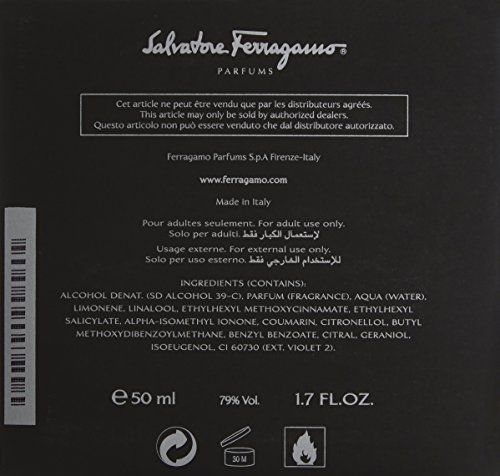 Salvatore Ferragamo®
PARFUMS
Cet article ne peut être vendu que par les distributeurs agréés.
This article may only be sold by authorized dealers.
Questo articolo non può essere venduto che dal distributore autorizzato.
Ferragamo Parfums S.p.A Firenze-Italy
www.ferragamo.com
Made in Italy
Pour adultes seulement. For adult use only.
Solo per adulti. لإستعمال الكبار فقط.
Usage externe. For external use only.
Solo per uso esterno. للإستخدام الخارجي فقط.
INGREDIENTS (CONTAINS):
ALCOHOL DENAT. (SD ALCOHOL 39-C), PARFUM (FRAGRANCE), AQUA (WATER),
LIMONENE, LINALOOL, ETHYLHEXYL METHOXYCINNAMATE, ETHYLHEXYL
SALICYLATE, ALPHA-ISOMETHYL IONONE, COUMARIN, CITRONELLOL, BUTYL
METHOXYDIBENZOYLMETHANE, BENZYL BENZOATE, CITRAL, GERANIOL,
ISOEUGENOL, CI 60730 (EXT. VIOLET 2).
e 50 ml 79% Vol. 1.7 FL.OZ.
30 M